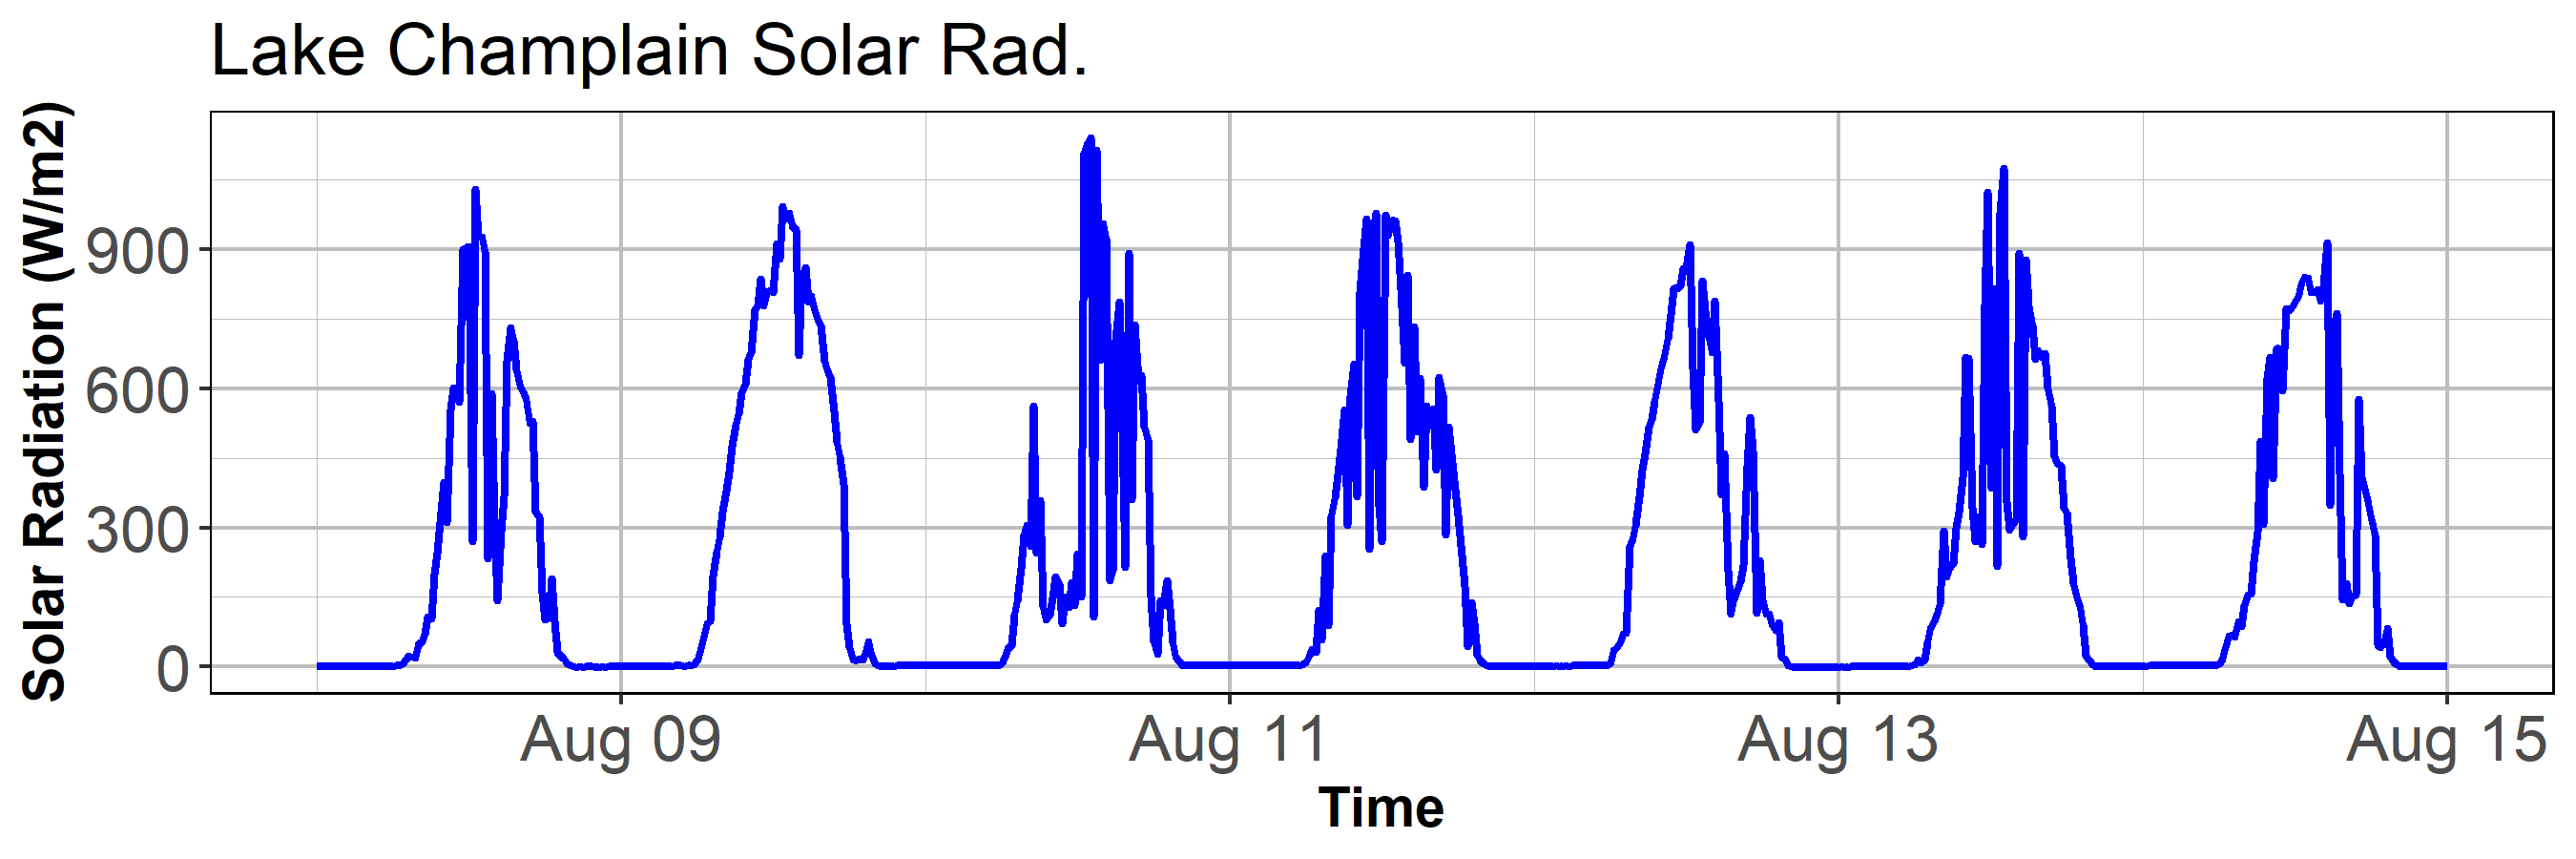 Lake Champlain Solar Rad.
Solar Radiation (W/m2)
900
600
300
0
Aug 09
Aug 11
Aug 13
Aug 15
Time